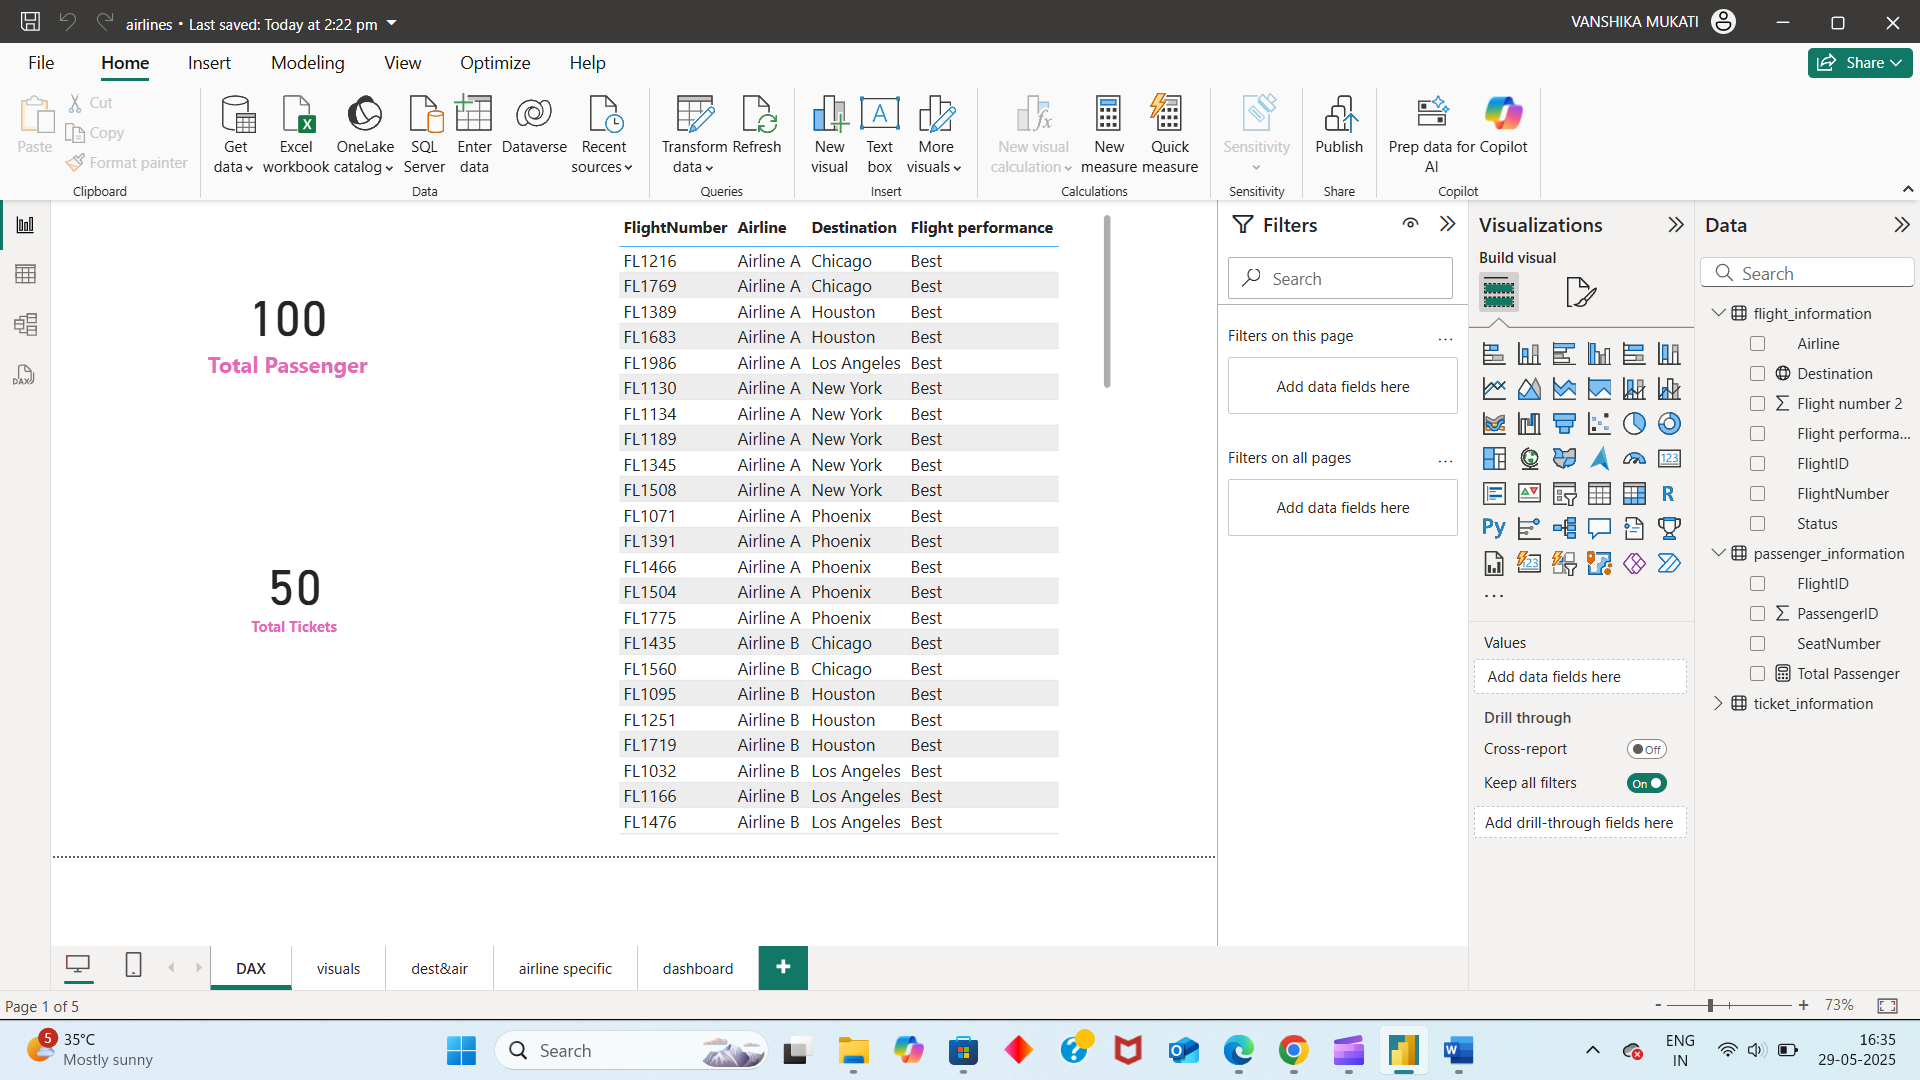 airlines • Last saved: Today at 2:22 pm
VANSHIKA MUKATI
File Home Insert Modeling View Optimize Help
Share
Paste
Cut
Copy
Format painter
Clipboard
Get data
Excel workbook
OneLake catalog
SQL Server
Enter data
Dataverse
Recent sources
Data
Transform data
Refresh
Queries
New visual
Text box
More visuals
Insert
New visual calculation
New measure
Quick measure
Calculations
Sensitivity
Sensitivity
Publish
Share
Prep data for AI
Copilot
Copilot
100
Total Passenger
50
Total Tickets
FlightNumber Airline Destination Flight performance
FL1216 Airline A Chicago Best
FL1769 Airline A Chicago Best
FL1389 Airline A Houston Best
FL1683 Airline A Houston Best
FL1986 Airline A Los Angeles Best
FL1130 Airline A New York Best
FL1134 Airline A New York Best
FL1189 Airline A New York Best
FL1345 Airline A New York Best
FL1508 Airline A New York Best
FL1071 Airline A Phoenix Best
FL1391 Airline A Phoenix Best
FL1466 Airline A Phoenix Best
FL1504 Airline A Phoenix Best
FL1775 Airline A Phoenix Best
FL1435 Airline B Chicago Best
FL1560 Airline B Chicago Best
FL1095 Airline B Houston Best
FL1251 Airline B Houston Best
FL1719 Airline B Houston Best
FL1032 Airline B Los Angeles Best
FL1166 Airline B Los Angeles Best
FL1476 Airline B Los Angeles Best
Filters
Search
Filters on this page ...
Add data fields here
Filters on all pages ...
Add data fields here
Visualizations
Build visual
123
R
Py
123
...
Values
Add data fields here
Drill through
Cross-report Off
Keep all filters On
Add drill-through fields here
Data
Search
flight_information
Airline
Destination
Flight number 2
Flight performa...
FlightID
FlightNumber
Status
passenger_information
FlightID
PassengerID
SeatNumber
Total Passenger
ticket_information
DAX
DAX visuals dest&air airline specific dashboard +
Page 1 of 5
- + 73%
5
35°C
Mostly sunny
Search
ENG
IN
16:35
29-05-2025